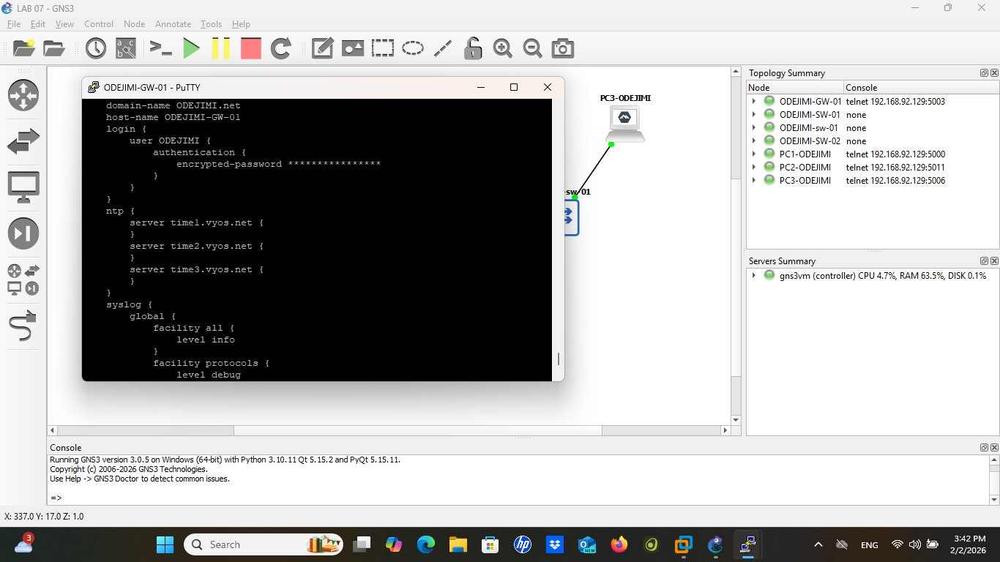 LAB 07 - GNS3
File Edit View Control Node Annotate Tools Help
ODEJIMI-GW-01 - PuTTY
domain-name ODEJIMI.net
host-name ODEJIMI-GW-01
login {
user ODEJIMI {
authentication {
encrypted-password ****************
}
}
}
ntp {
server time1.vyos.net {
}
server time2.vyos.net {
}
server time3.vyos.net {
}
}
syslog {
global {
facility all {
level info
}
facility protocols {
level debug
PC3-ODEJIMI
-sw-01
Topology Summary
Node Console
ODEJIMI-GW-01 telnet 192.168.92.129:5003
ODEJIMI-SW-01 none
ODEJIMI-sw-01 none
ODEJIMI-SW-02 none
PC1-ODEJIMI telnet 192.168.92.129:5000
PC2-ODEJIMI telnet 192.168.92.129:5011
PC3-ODEJIMI telnet 192.168.92.129:5006
Servers Summary
gns3vm (controller) CPU 4.7%, RAM 63.5%, DISK 0.1%
Console
Running GNS3 version 3.0.5 on Windows (64-bit) with Python 3.10.11 Qt 5.15.2 and PyQt 5.15.11.
Copyright (c) 2006-2026 GNS3 Technologies.
Use Help -> GNS3 Doctor to detect common issues.
=>
X: 337.0 Y: 17.0 Z: 1.0
3
Search
hp
NEW
ENG
3:42 PM
2/2/2026